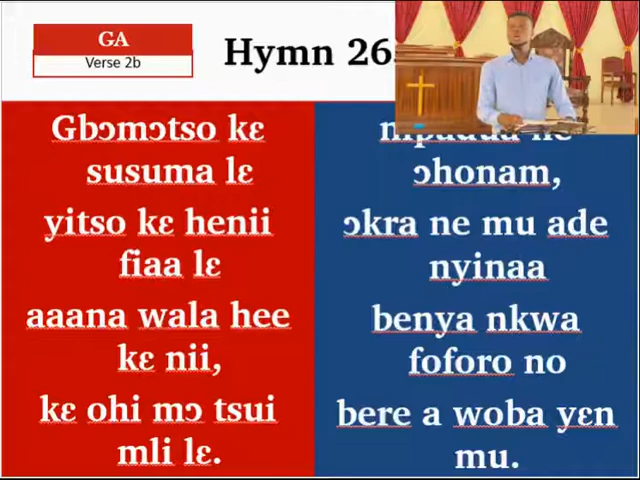 GA
Verse 2b
Hymn 26
Gbɔmɔtso kɛ
susuma lɛ
yitso kɛ henii
fiaa lɛ
aaana wala hee
kɛ nii,
kɛ ohi mɔ tsui
mli lɛ.
ɔhonam,
ɔkra ne mu ade
nyinaa
benya nkwa
foforo no
bere a woba yɛn
mu.